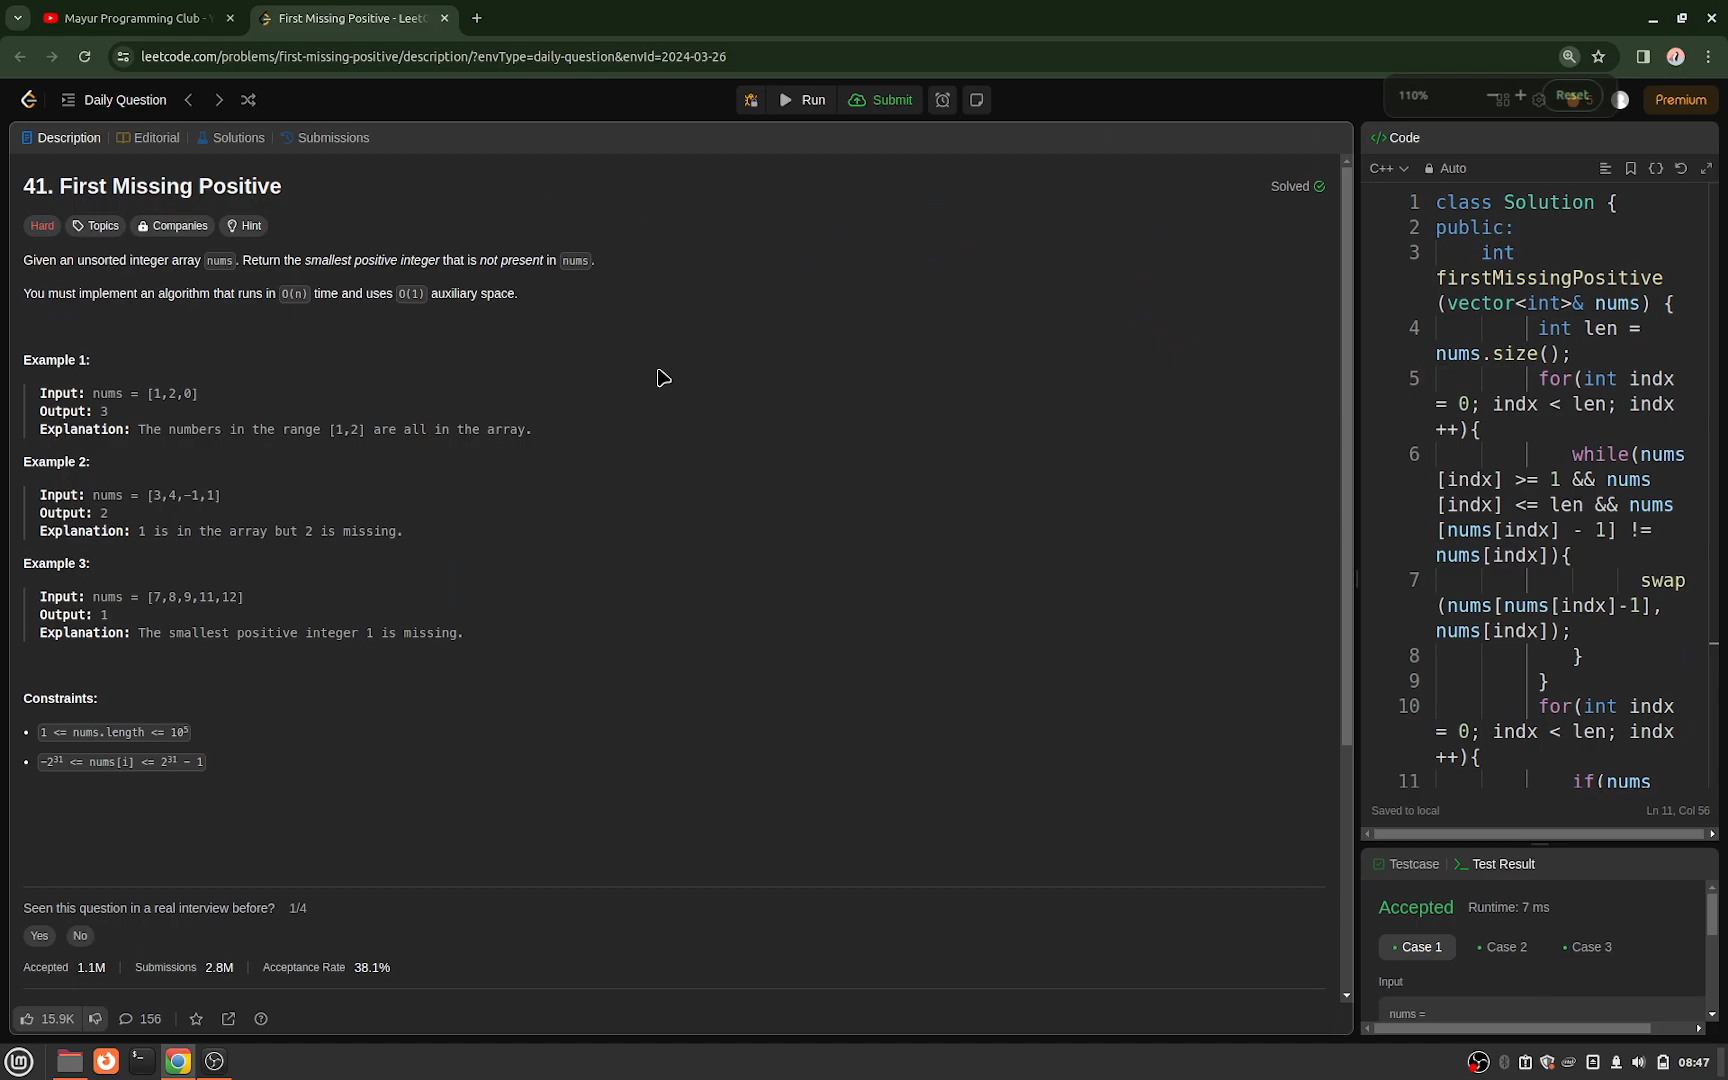 Mayur Programming Club -
First Missing Positive - LeetC
leetcode.com/problems/first-missing-positive/description/?envType=daily-question&envId=2024-03-26
Daily Question
Run
Submit
110%
Reset
Premium
Description
Editorial
Solutions
Submissions
</> Code
C++
Auto
41. First Missing Positive
Solved
Hard
Topics
Companies
Hint
Given an unsorted integer array nums. Return the smallest positive integer that is not present in nums.
You must implement an algorithm that runs in O(n) time and uses O(1) auxiliary space.
Example 1:
Input: nums = [1,2,0]
Output: 3
Explanation: The numbers in the range [1,2] are all in the array.
Example 2:
Input: nums = [3,4,-1,1]
Output: 2
Explanation: 1 is in the array but 2 is missing.
Example 3:
Input: nums = [7,8,9,11,12]
Output: 1
Explanation: The smallest positive integer 1 is missing.
Constraints:
• 1 <= nums.length <= 10⁵
• -2³¹ <= nums[i] <= 2³¹ - 1
Seen this question in a real interview before? 1/4
Yes
No
Accepted 1.1M
Submissions 2.8M
Acceptance Rate 38.1%
15.9K
156
1 class Solution {
2 public:
3 int
firstMissingPositive
(vector<int>& nums) {
4 int len =
nums.size();
5 for(int indx
= 0; indx < len; indx
++){
6 while(nums
[indx] >= 1 && nums
[indx] <= len && nums
[nums[indx] - 1] !=
nums[indx]){
7 swap
(nums[nums[indx]-1],
nums[indx]);
8 }
9 }
10 for(int indx
= 0; indx < len; indx
++){
11 if(nums
Saved to local
Ln 11, Col 56
Testcase
Test Result
Accepted
Runtime: 7 ms
Case 1
Case 2
Case 3
Input
nums =
08:47